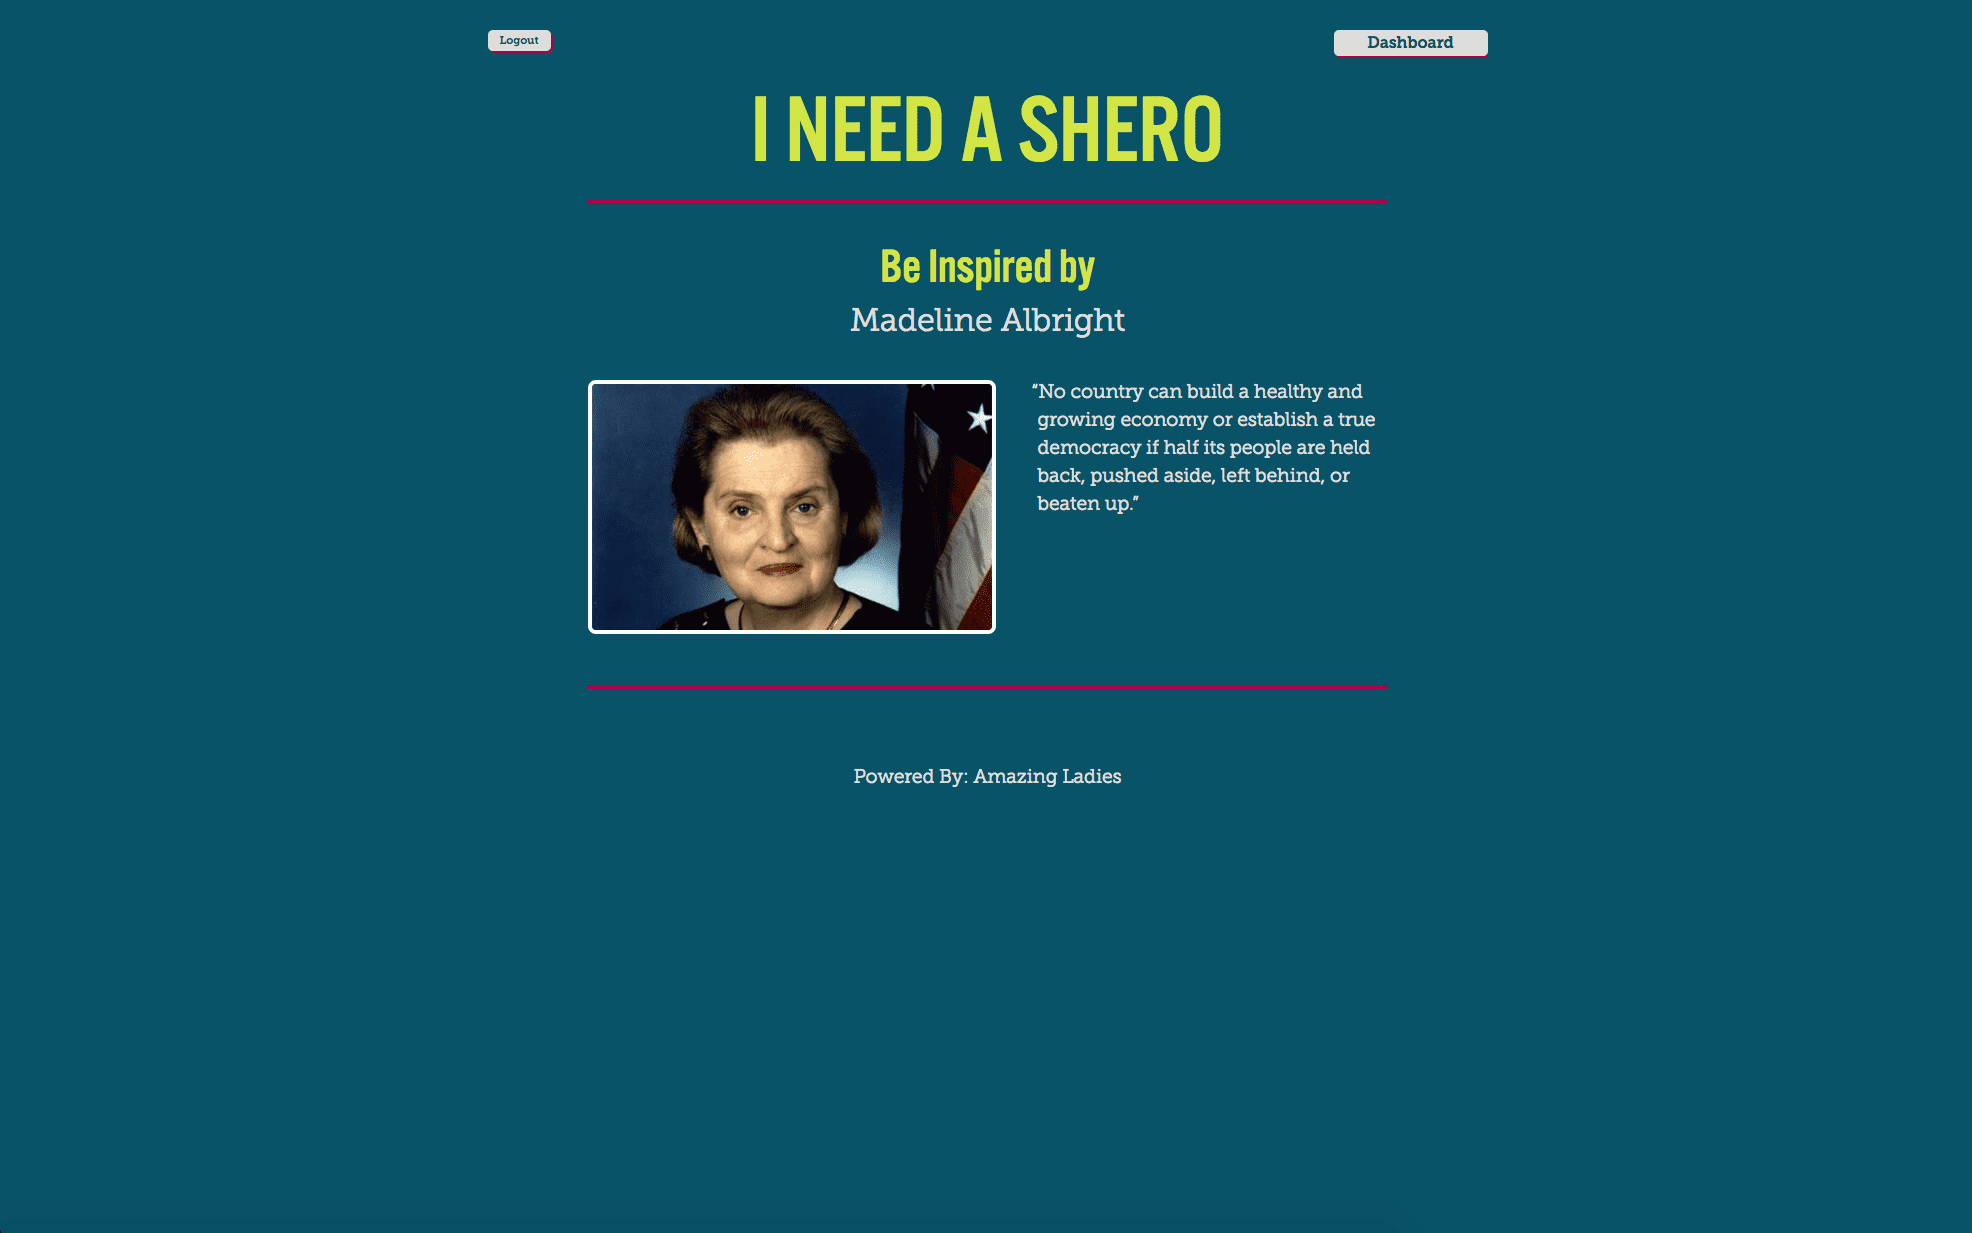 Logout
Dashboard
I NEED A SHERO
Be Inspired by
Madeline Albright
“No country can build a healthy and
growing economy or establish a true
democracy if half its people are held
back, pushed aside, left behind, or
beaten up.”
Powered By: Amazing Ladies